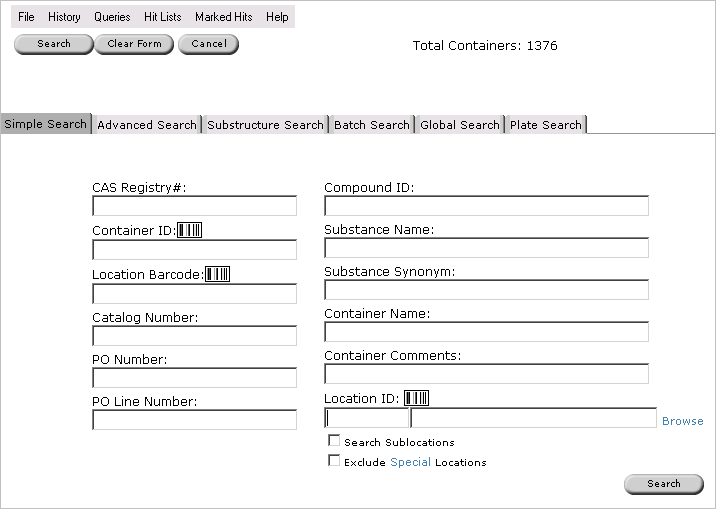 File History Queries Hit Lists Marked Hits Help
Search Clear Form Cancel Total Containers: 1376
Simple Search Advanced Search Substructure Search Batch Search Global Search Plate Search
CAS Registry#: Compound ID:
Container ID: Substance Name:
Location Barcode: Substance Synonym:
Catalog Number: Container Name:
PO Number: Container Comments:
PO Line Number: Location ID:
Browse
Search Sublocations
Exclude Special Locations
Search